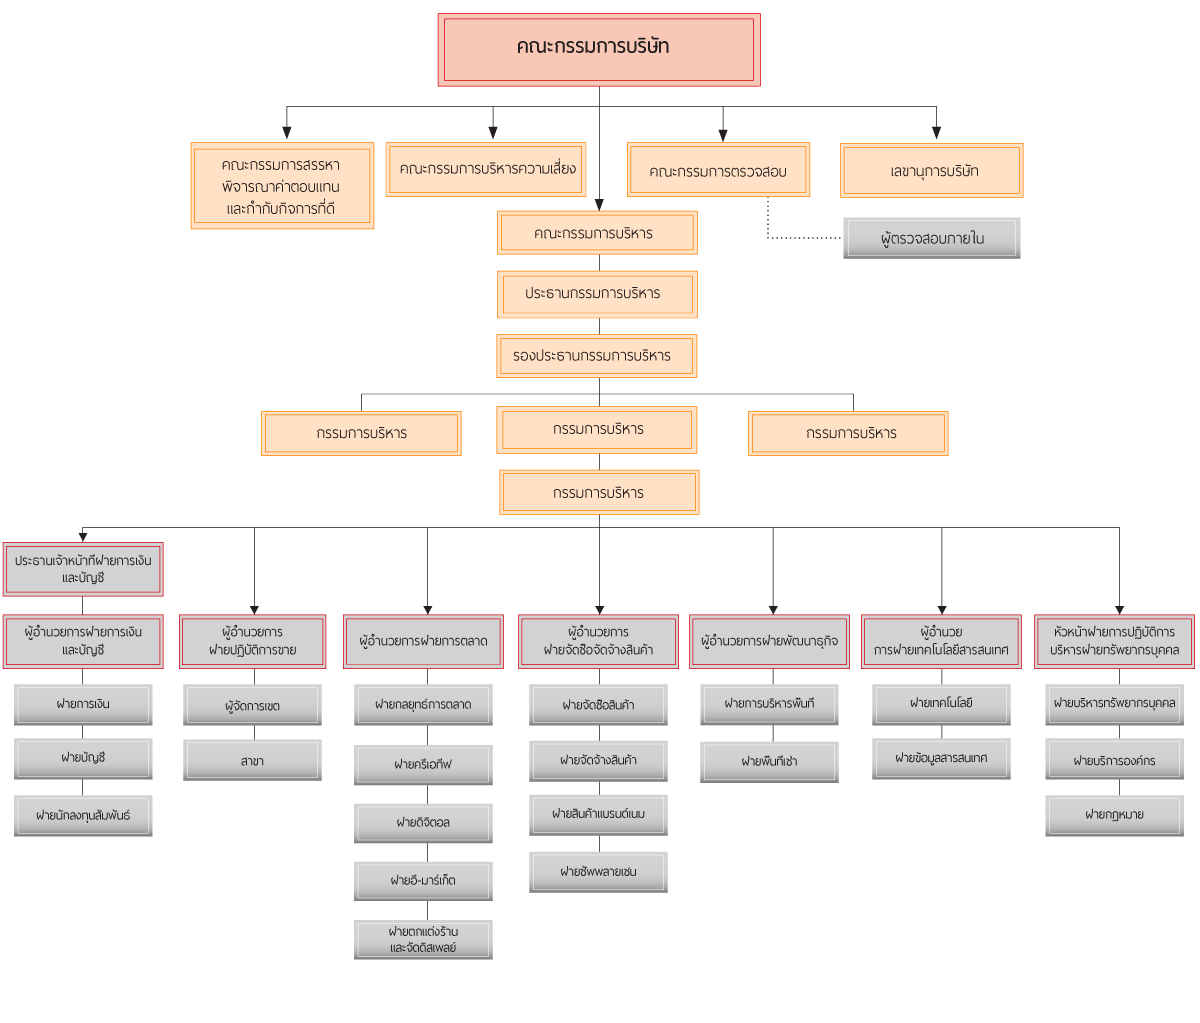 คณะกรรมการบริษัท
คณะกรรมการสรรหา
พิจารณาค่าตอบแทน
และกำกับกิจการที่ดี
คณะกรรมการบริหารความเสี่ยง
คณะกรรมการตรวจสอบ
เลขานุการบริษัท
ผู้ตรวจสอบภายใน
คณะกรรมการบริหาร
ประธานกรรมการบริหาร
รองประธานกรรมการบริหาร
กรรมการบริหาร
กรรมการบริหาร
กรรมการบริหาร
กรรมการบริหาร
ประธานเจ้าหน้าที่ฝ่ายการเงิน
และบัญชี
ผู้อำนวยการฝ่ายการเงิน
และบัญชี
ฝ่ายการเงิน
ฝ่ายบัญชี
ฝ่ายนักลงทุนสัมพันธ์
ผู้อำนวยการ
ฝ่ายปฏิบัติการขาย
ผู้จัดการเขต
สาขา
ผู้อำนวยการฝ่ายการตลาด
ฝ่ายกลยุทธ์การตลาด
ฝ่ายครีเอทีฟ
ฝ่ายดิจิตอล
ฝ่ายอี-มาร์เก็ต
ฝ่ายตกแต่งร้าน
และจัดดิสเพลย์
ผู้อำนวยการ
ฝ่ายจัดซื้อจัดจ้างสินค้า
ฝ่ายจัดซื้อสินค้า
ฝ่ายจัดจ้างสินค้า
ฝ่ายสินค้าแบรนด์เนม
ฝ่ายซัพพลายเชน
ผู้อำนวยการฝ่ายพัฒนาธุรกิจ
ฝ่ายการบริหารพื้นที่
ฝ่ายพื้นที่เช่า
ผู้อำนวย
การฝ่ายเทคโนโลยีสารสนเทศ
ฝ่ายเทคโนโลยี
ฝ่ายข้อมูลสารสนเทศ
หัวหน้าฝ่ายการปฏิบัติการ
บริหารฝ่ายทรัพยากรบุคคล
ฝ่ายบริหารทรัพยากรบุคคล
ฝ่ายบริการองค์กร
ฝ่ายกฎหมาย